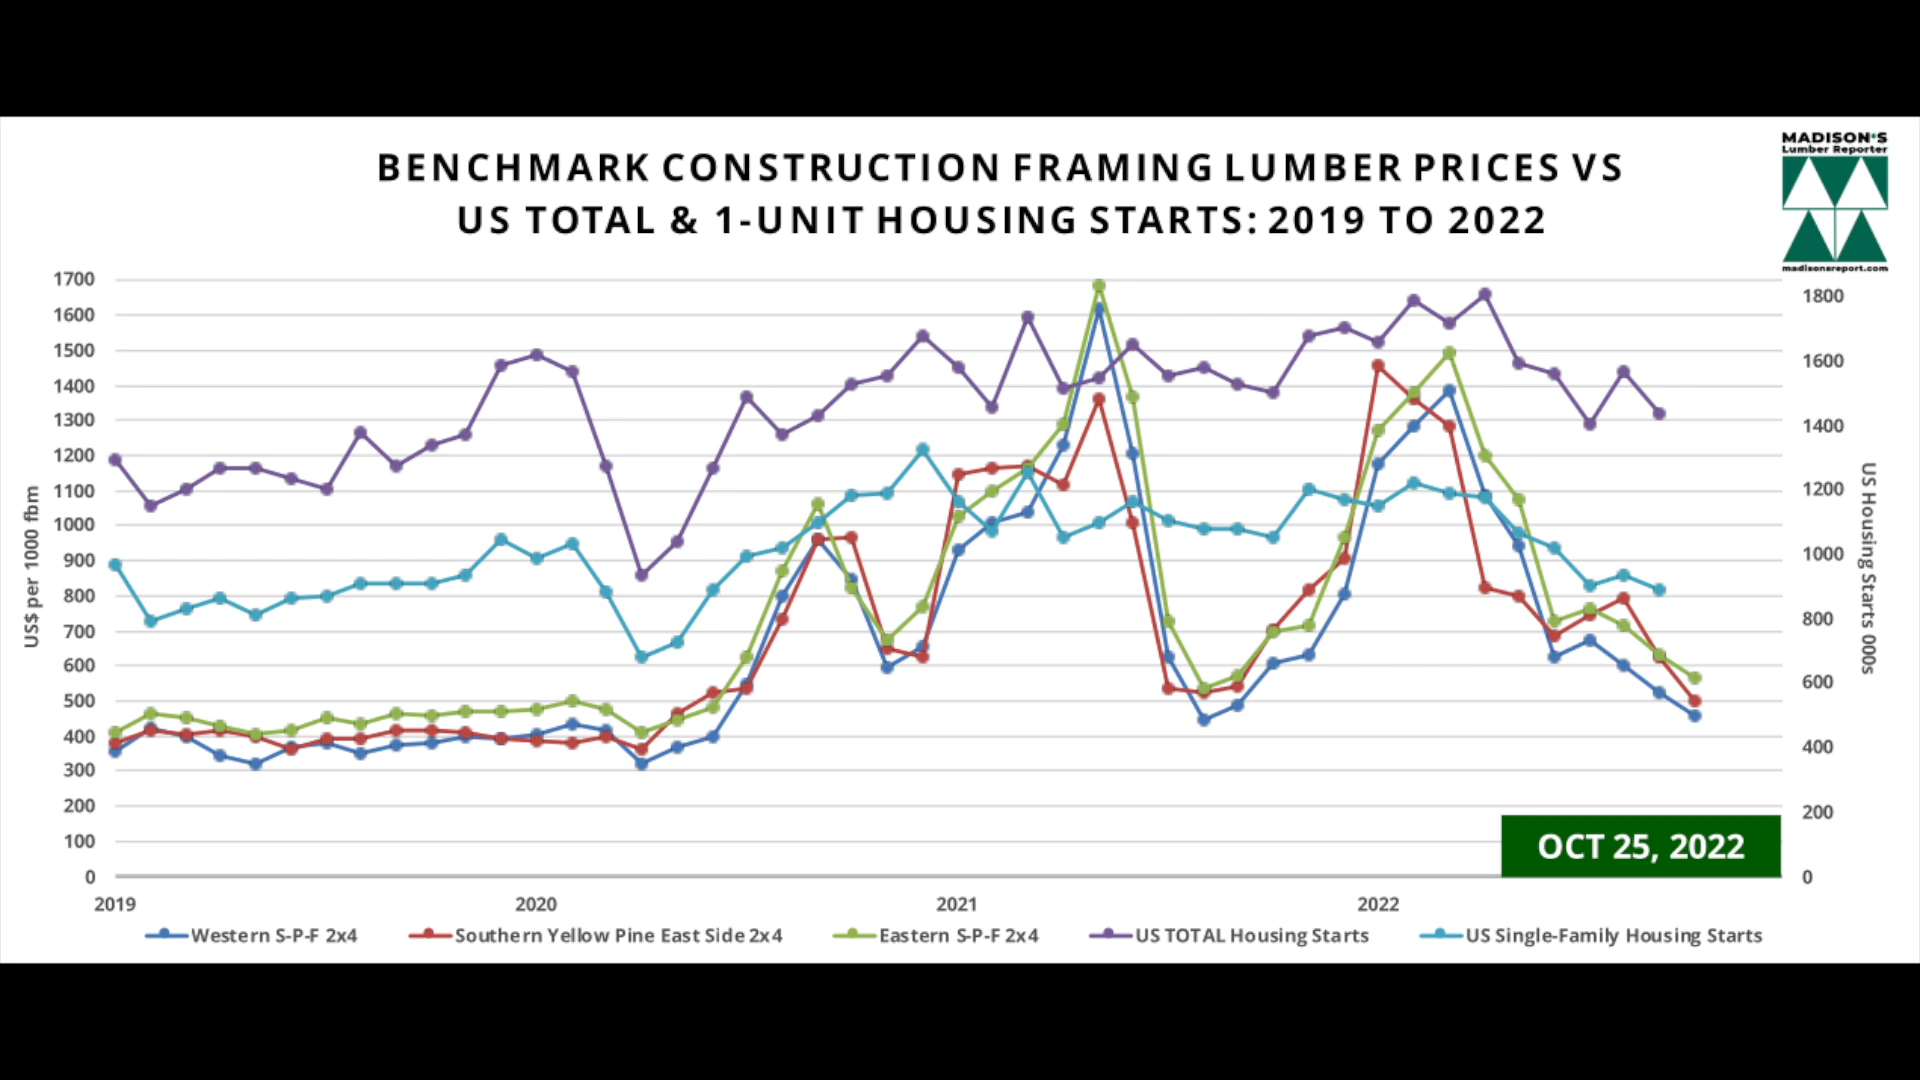 MADISON'S
Lumber Reporter
madisonsreport.com
BENCHMARK CONSTRUCTION FRAMING LUMBER PRICES VS
US TOTAL & 1-UNIT HOUSING STARTS: 2019 TO 2022
US$ per 1000 fbm
1700
1600
1500
1400
1300
1200
1100
1000
900
800
700
600
500
400
300
200
100
0
1800
1600
1400
1200
1000
800
600
400
200
0
US Housing Starts 000s
OCT 25, 2022
2019 2020 2021 2022
Western S-P-F 2x4 Southern Yellow Pine East Side 2x4 Eastern S-P-F 2x4 US TOTAL Housing Starts US Single-Family Housing Starts